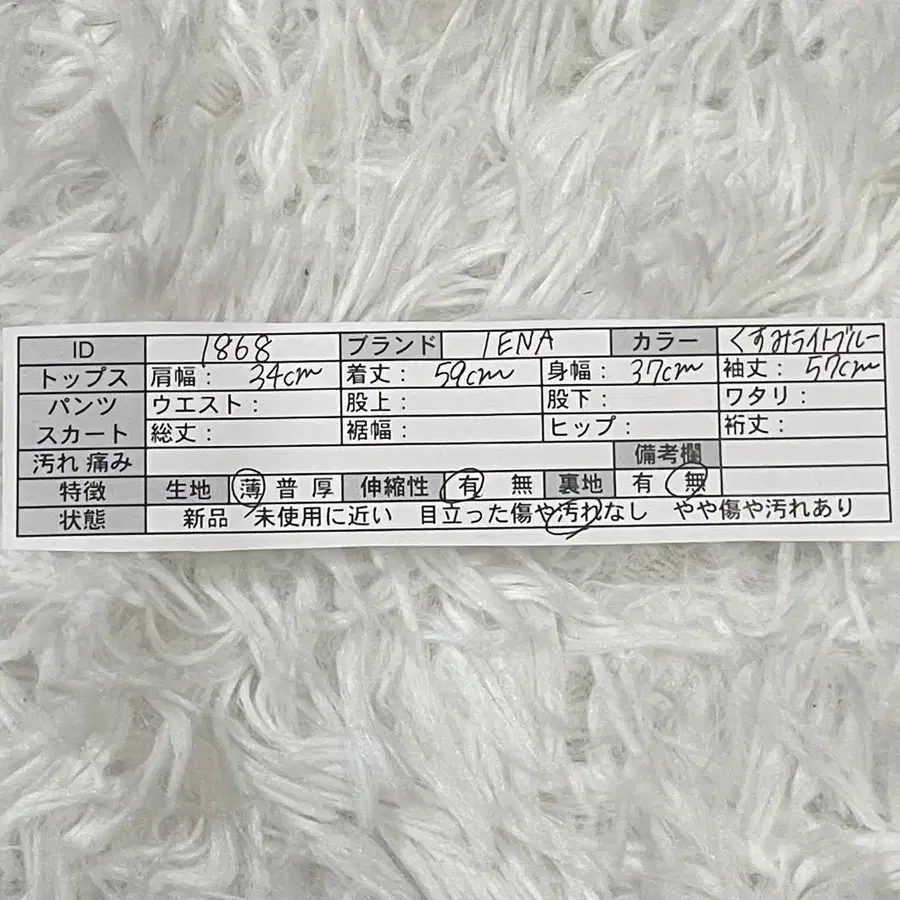 ID 1868 ブランド IENA カラー くすみライトブルー
トップス 肩幅： 34cm 着丈： 59cm 身幅： 37cm 袖丈： 57cm
パンツ ウエスト： 股上： 股下： ワタリ：
スカート 総丈： 裾幅： ヒップ： 裄丈：
汚れ 痛み 備考欄
特徴 生地 薄 普 厚 伸縮性 有 無 裏地 有 無
状態 新品 未使用に近い 目立った傷や汚れなし やや傷や汚れあり